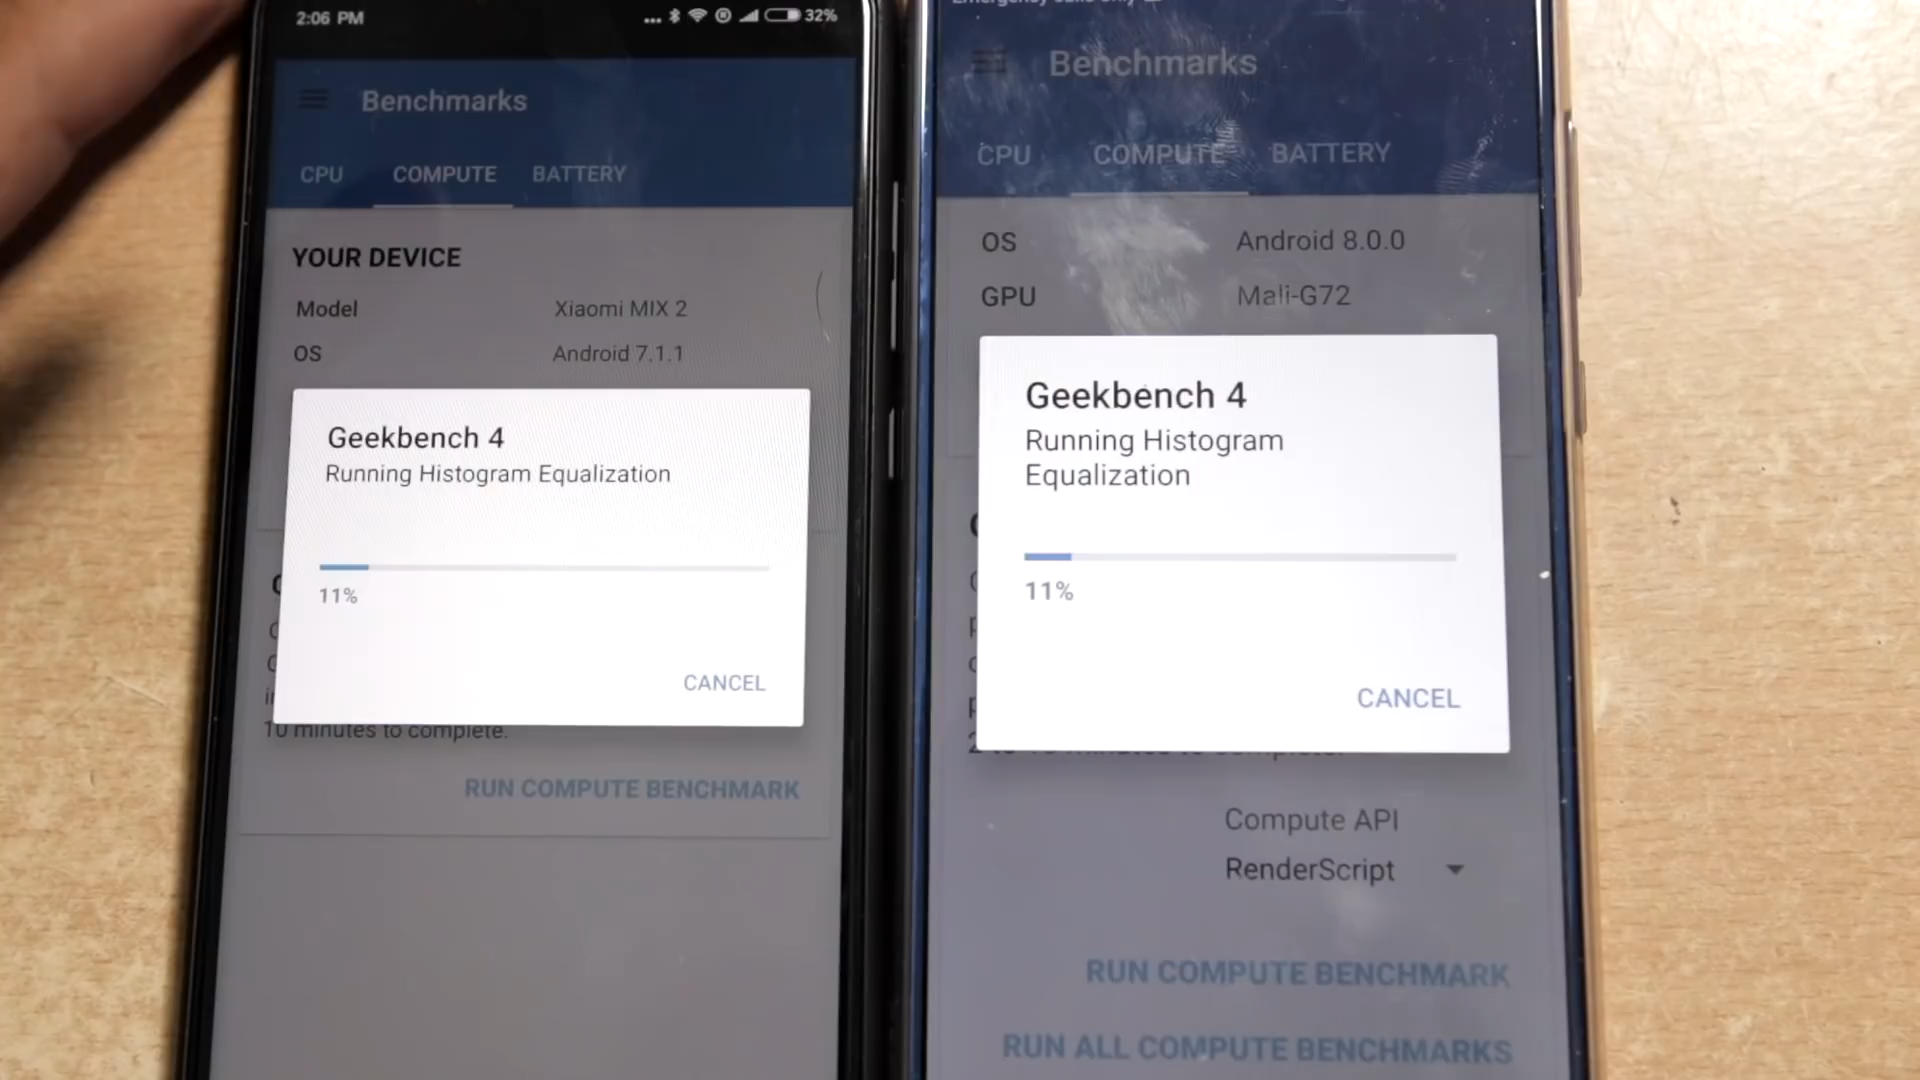 2:06 PM
32%
Benchmarks
CPU
COMPUTE
BATTERY
YOUR DEVICE
Model
Xiaomi MIX 2
OS
Android 7.1.1
Geekbench 4
Running Histogram Equalization
11%
CANCEL
10 minutes to complete.
RUN COMPUTE BENCHMARK
Benchmarks
CPU
COMPUTE
BATTERY
OS
Android 8.0.0
GPU
Mali-G72
Geekbench 4
Running Histogram
Equalization
11%
CANCEL
Compute API
RenderScript
RUN COMPUTE BENCHMARK
RUN ALL COMPUTE BENCHMARKS